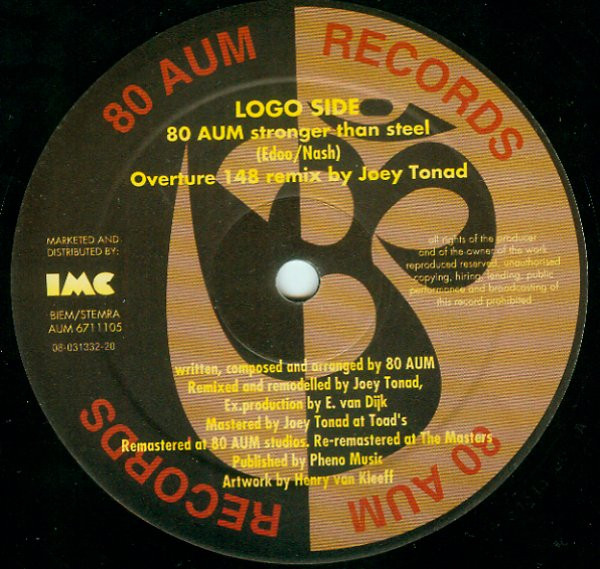 80 AUM RECORDS
LOGO SIDE
80 AUM stronger than steel
(Edoo/Nash)
Overture 148 remix by Joey Tonad
MARKETED AND
DISTRIBUTED BY:
IMC
BIEM/STEMRA
AUM 6711105
08-031332-20
all rights of the producer
and of the owner of the work
reproduced reserved, unauthorised
copying, hiring, lending, public
performance and broadcasting of
this record prohibited
written, composed and arranged by 80 AUM
Remixed and remodelled by Joey Tonad,
Ex.production by E. van Dijk
Mastered by Joey Tonad at Toad's
Remastered at 80 AUM studios. Re-remastered at The Masters
Published by Pheno Music
Artwork by Henry van Kleeff
80 AUM RECORDS